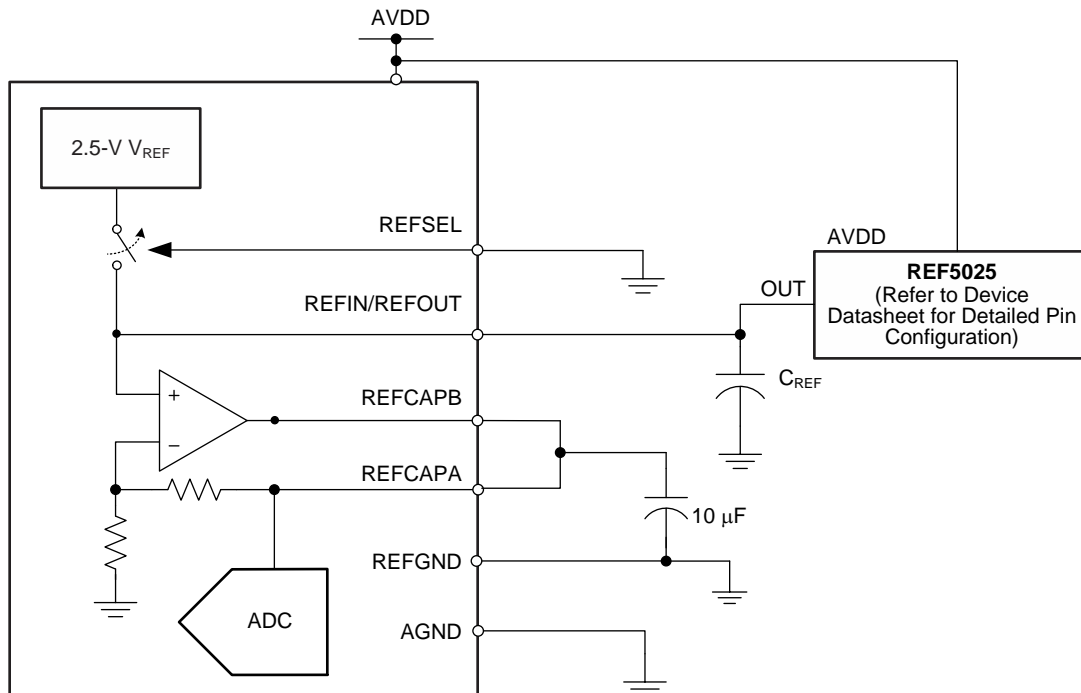 AVDD
2.5-V VREF
REFSEL
AVDD
REF5025
(Refer to Device
Datasheet for Detailed Pin
Configuration)
OUT
REFIN/REFOUT
CREF
+
−
REFCAPB
REFCAPA
10 μF
REFGND
ADC
AGND